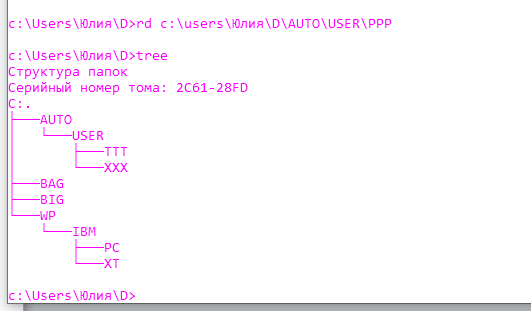 c:\Users\Юлия\D>rd c:\users\Юлия\D\AUTO\USER\PPP
c:\Users\Юлия\D>tree
Структура папок
Серийный номер тома: 2C61-28FD
C:.
├───AUTO
│   └───USER
│       ├───TTT
│       └───XXX
├───BAG
├───BIG
└───WP
    └───IBM
        ├───PC
        └───XT
c:\Users\Юлия\D>